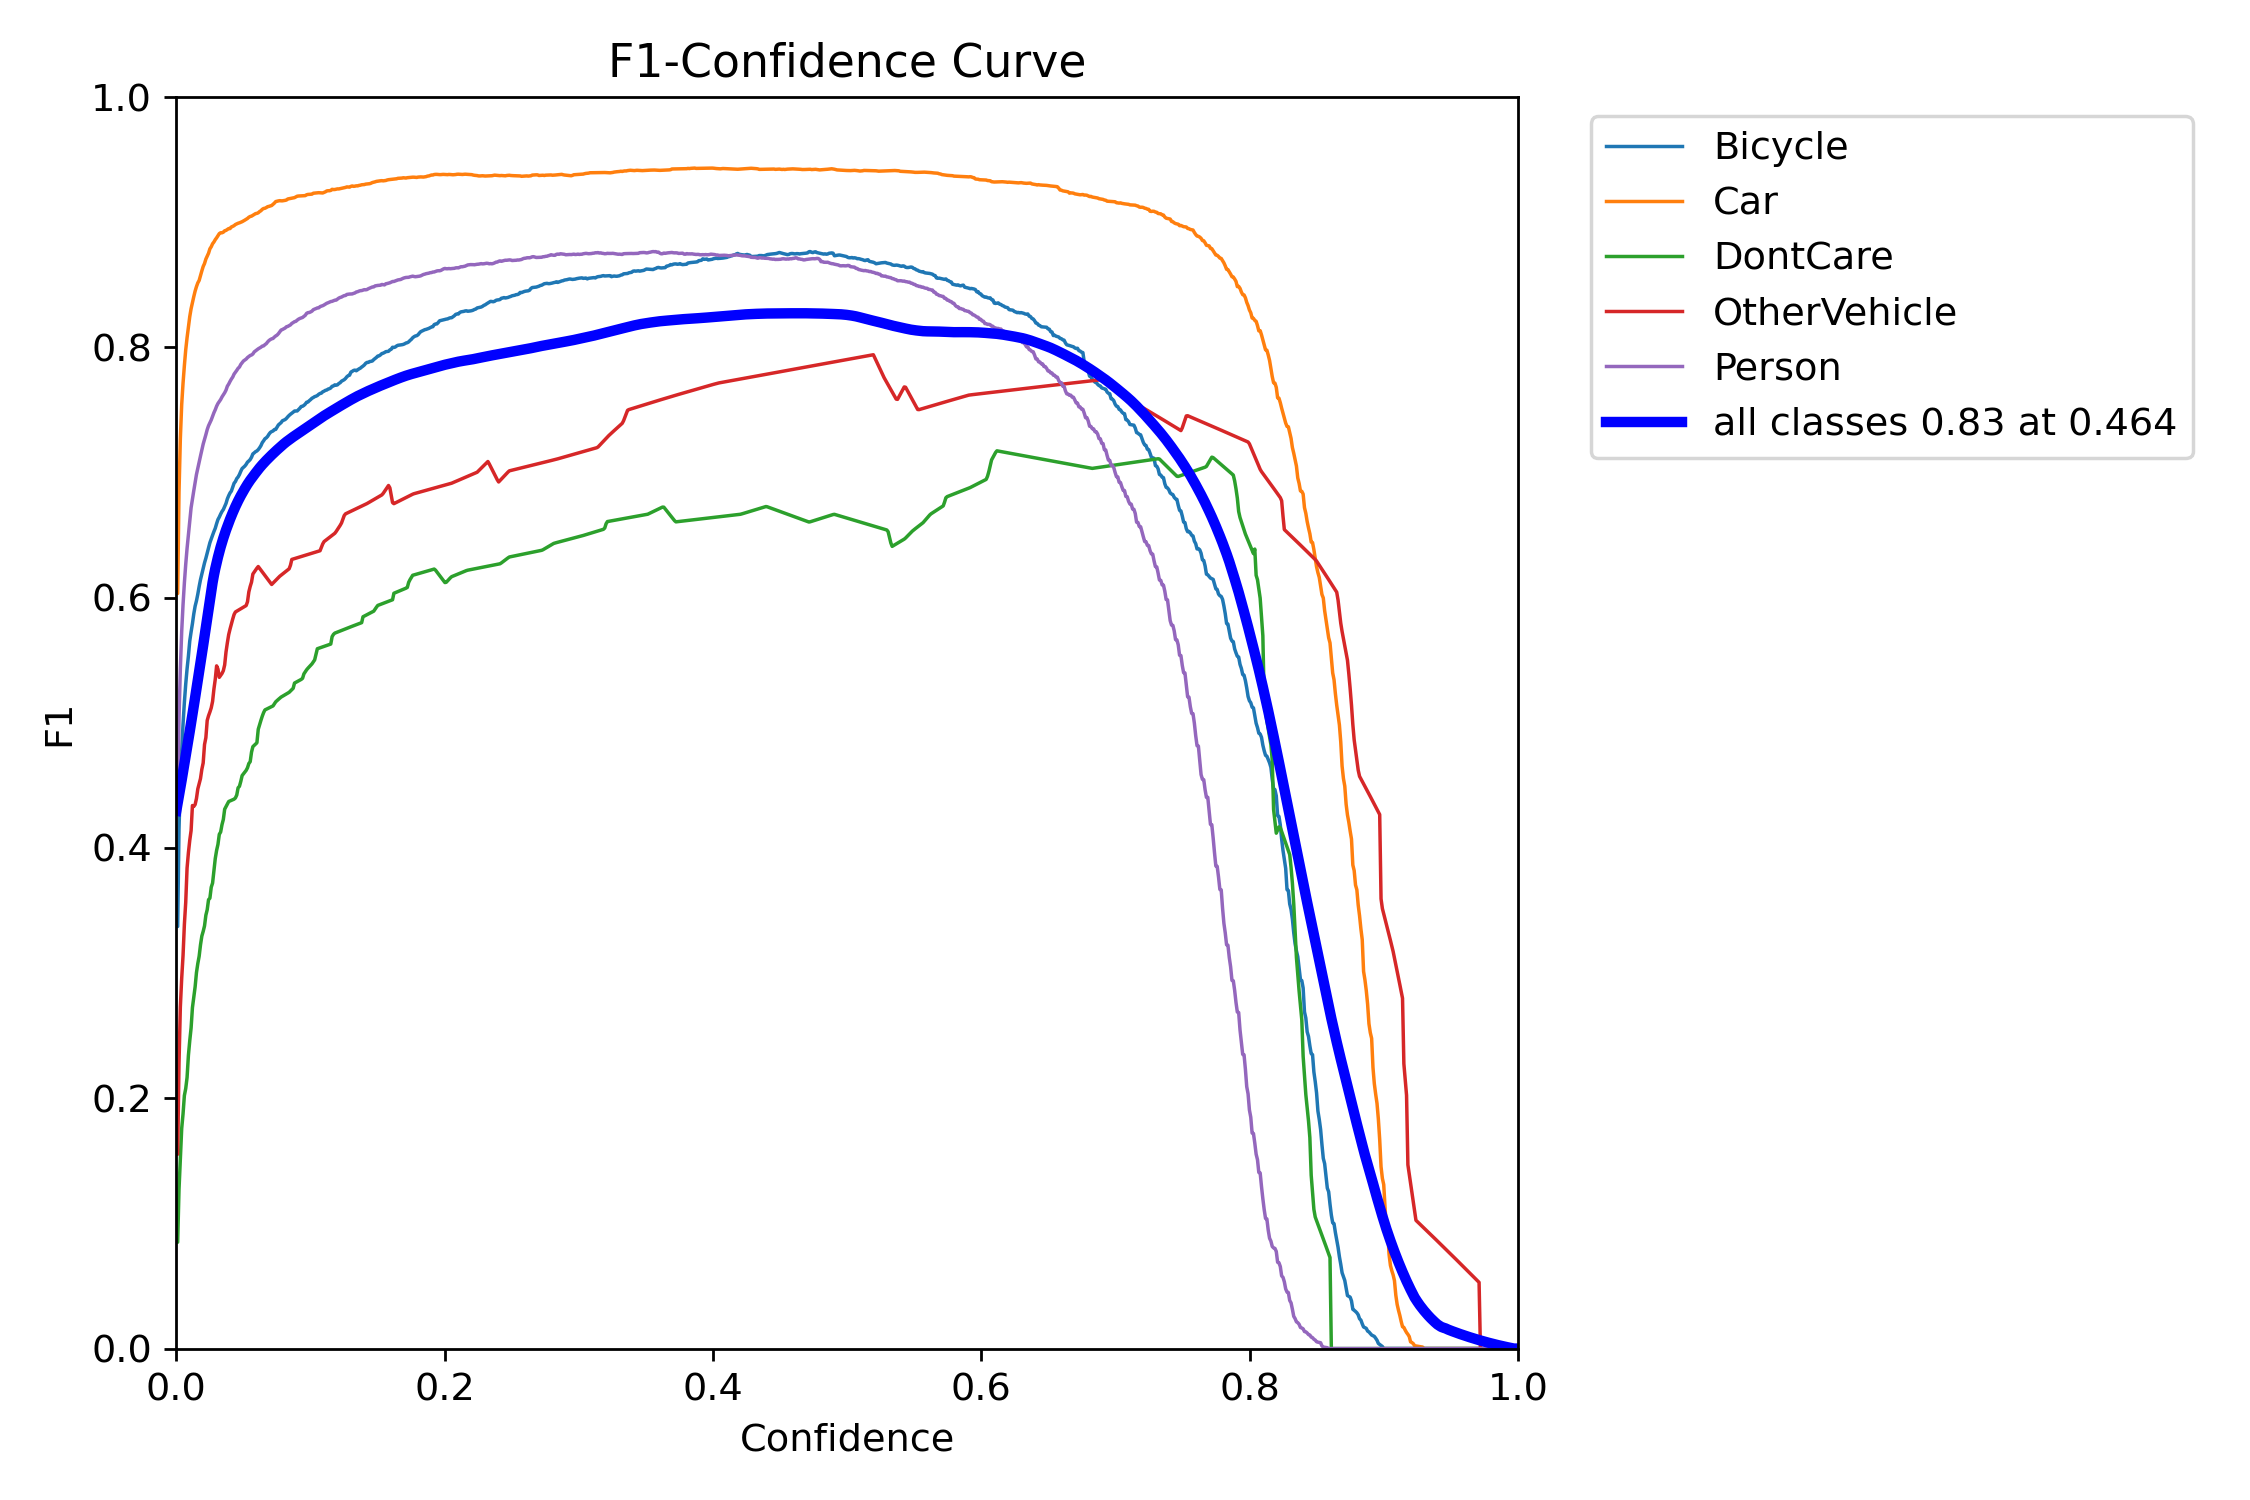 F1-Confidence Curve
1.0
0.8
0.6
0.4
0.2
0.0
F1
0.0 0.2 0.4 0.6 0.8 1.0
Confidence
Bicycle
Car
DontCare
OtherVehicle
Person
all classes 0.83 at 0.464